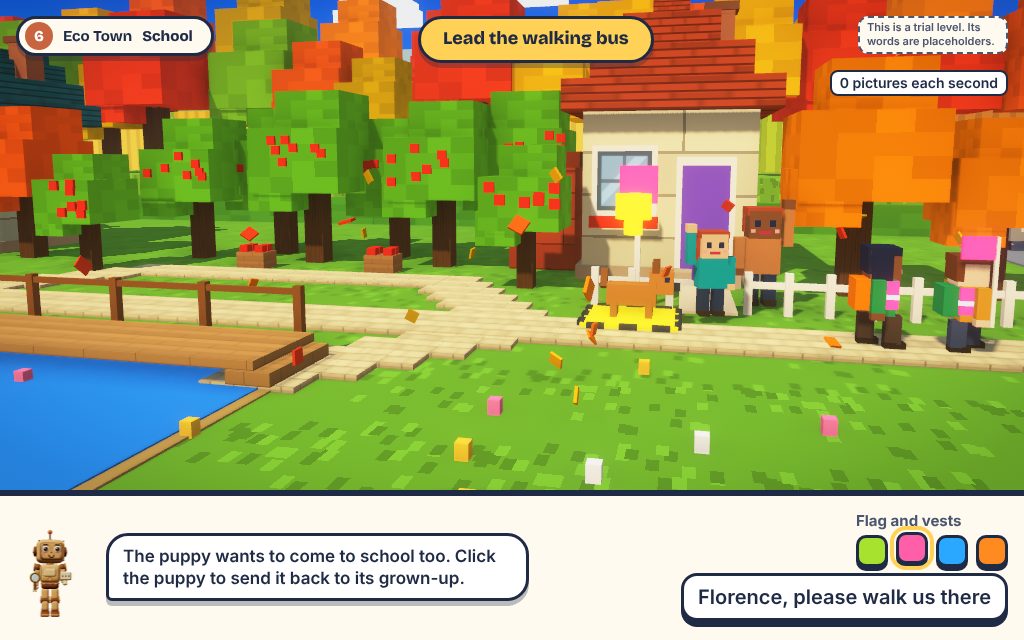 6 Eco Town School
Lead the walking bus
This is a trial level. Its
words are placeholders.
0 pictures each second
The puppy wants to come to school too. Click
the puppy to send it back to its grown-up.
Flag and vests
Florence, please walk us there